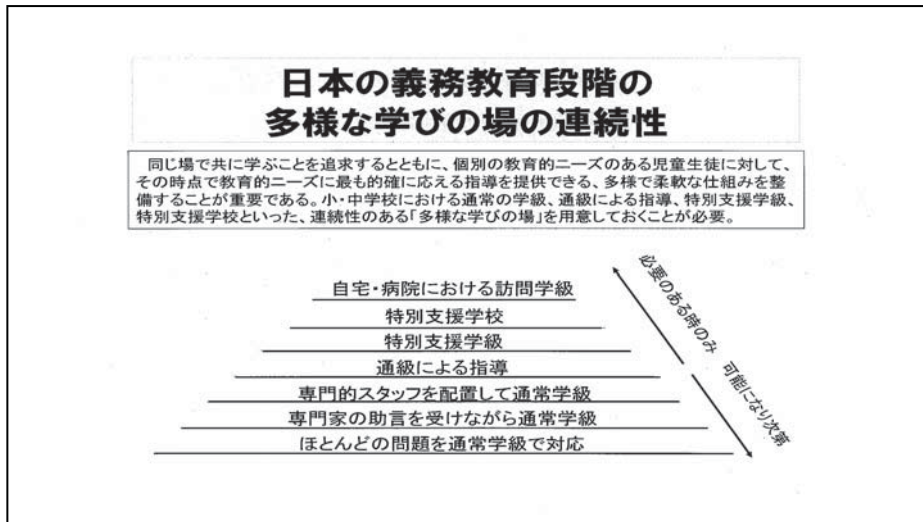 日本の義務教育段階の
多様な学びの場の連続性
同じ場で共に学ぶことを追求するとともに、個別の教育的ニーズのある児童生徒に対して、
その時点で教育的ニーズに最も的確に応える指導を提供できる、多様で柔軟な仕組みを整
備することが重要である。小・中学校における通常の学級、通級による指導、特別支援学級、
特別支援学校といった、連続性のある「多様な学びの場」を用意しておくことが必要。
自宅・病院における訪問学級
特別支援学校
特別支援学級
通級による指導
専門的スタッフを配置して通常学級
専門家の助言を受けながら通常学級
ほとんどの問題を通常学級で対応
必要のある時のみ
可能になり次第